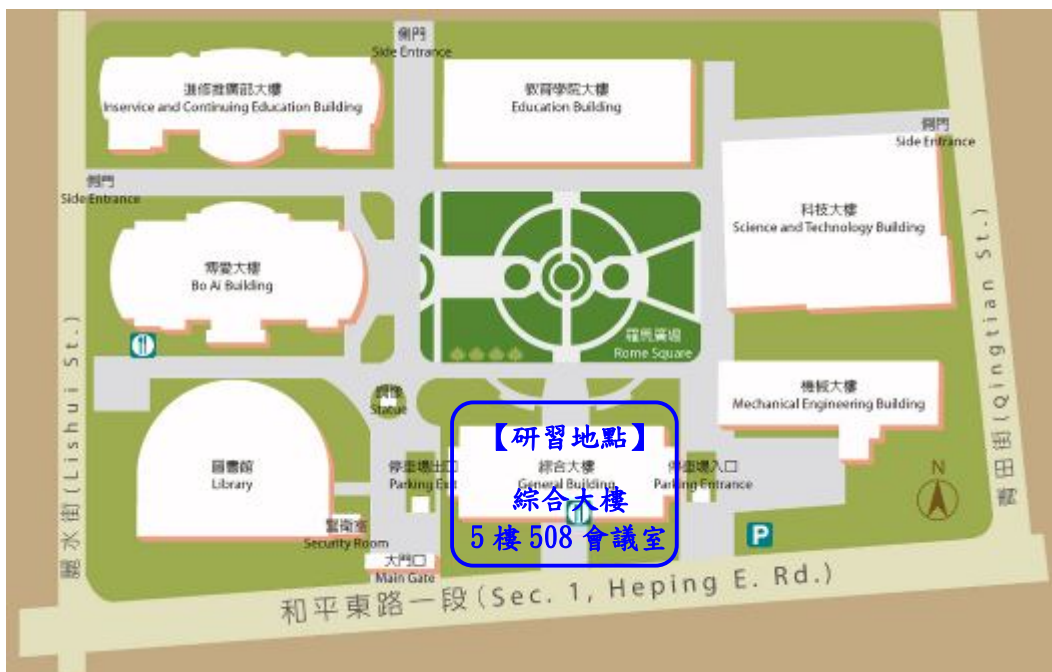 側門
Side Entrance
進修推廣部大樓
Inservice and Continuing Education Building
教育學院大樓
Education Building
側門
Side Entrance
側門
Side Entrance
科技大樓
Science and Technology Building
博愛大樓
Bo Ai Building
羅馬廣場
Rome Square
銅像
Statue
機械大樓
Mechanical Engineering Building
圖書館
Library
停車場出口
Parking Exit
【研習地點】
綜合大樓
General Building
綜合大樓
5 樓 508 會議室
停車場入口
Parking Entrance
N
警衛室
Security Room
P
大門口
Main Gate
麗水街(Lishui St.)
青田街(Qingtian St.)
和平東路一段(Sec. 1, Heping E. Rd.)